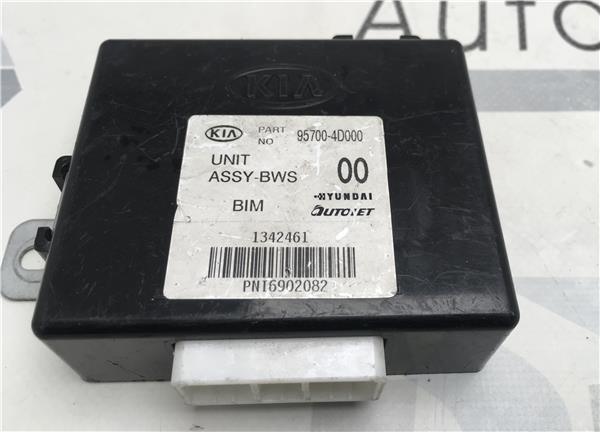 Auto
KIA
KIA PART NO 95700-4D000
UNIT
ASSY-BWS 00
BIM HYUNDAI AUTONET
1342461
PNI6902082